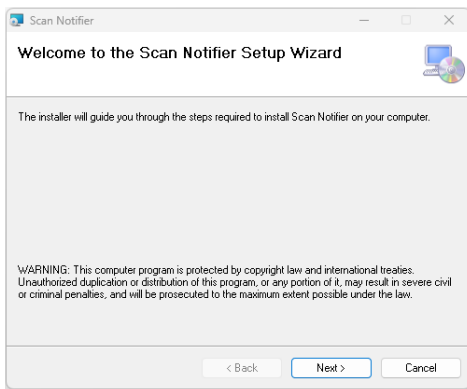 Scan Notifier
Welcome to the Scan Notifier Setup Wizard
The installer will guide you through the steps required to install Scan Notifier on your computer.
WARNING: This computer program is protected by copyright law and international treaties.
Unauthorized duplication or distribution of this program, or any portion of it, may result in severe civil
or criminal penalties, and will be prosecuted to the maximum extent possible under the law.
< Back
Next >
Cancel